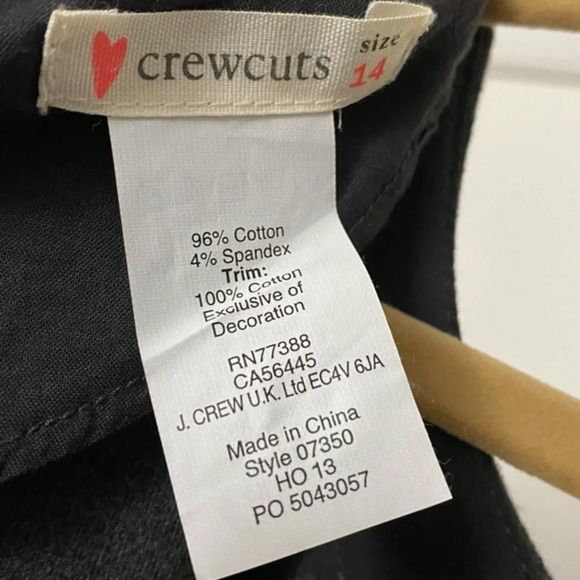 crewcuts
size
14
96% Cotton
4% Spandex
Trim:
100% Cotton
Exclusive of
Decoration
RN77388
CA56445
J. CREW U.K. Ltd EC4V 6JA
Made in China
Style 07350
HO 13
PO 5043057